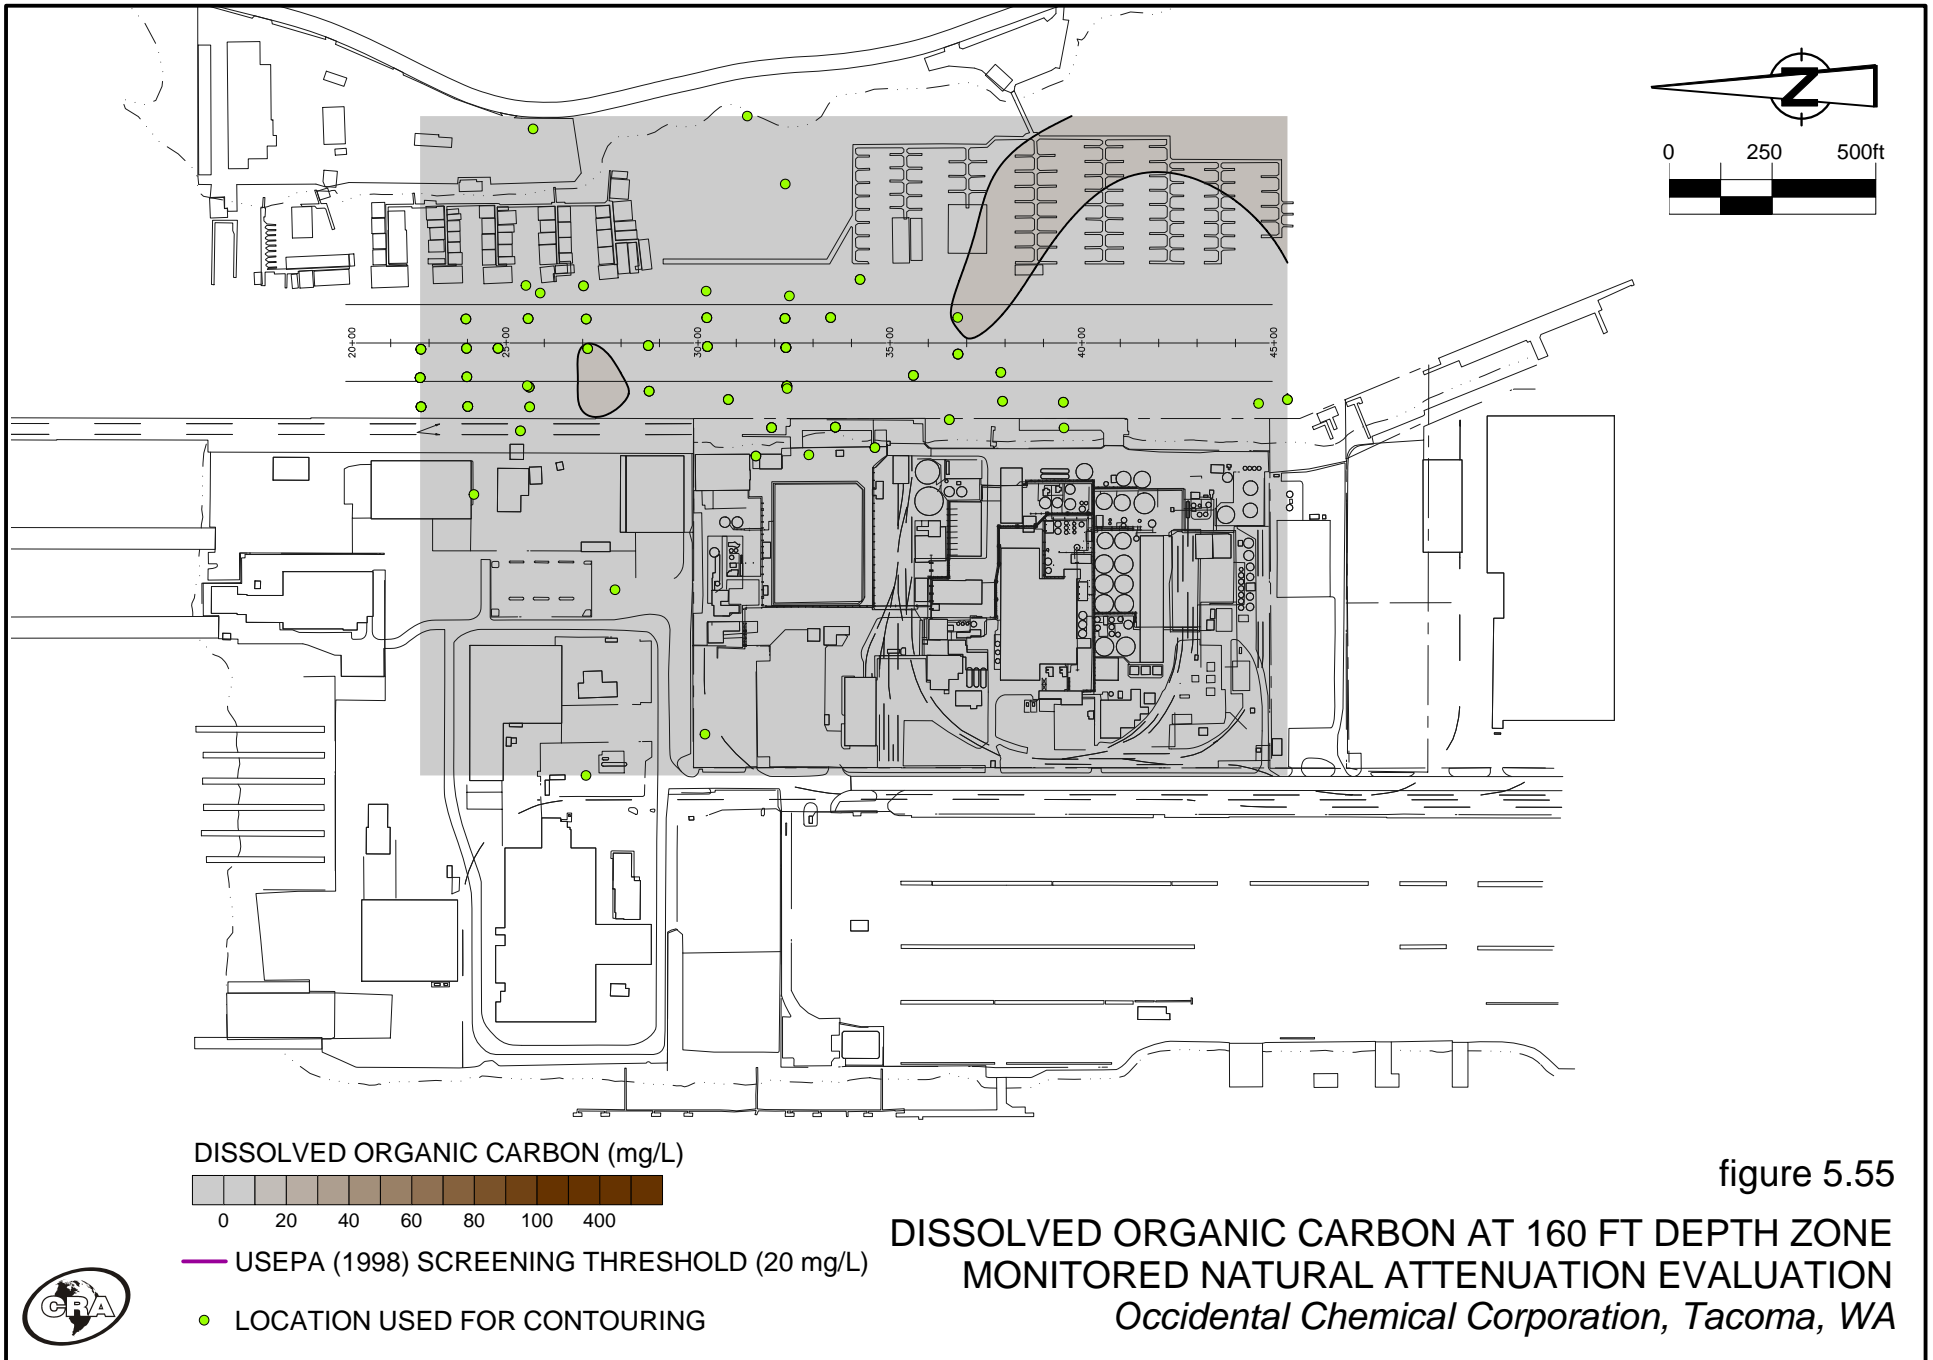 Z
0 250 500ft
20+00 25+00 30+00 35+00 40+00 45+00
DISSOLVED ORGANIC CARBON (mg/L)
0 20 40 60 80 100 400
USEPA (1998) SCREENING THRESHOLD (20 mg/L)
LOCATION USED FOR CONTOURING
CRA
figure 5.55
DISSOLVED ORGANIC CARBON AT 160 FT DEPTH ZONE
MONITORED NATURAL ATTENUATION EVALUATION
Occidental Chemical Corporation, Tacoma, WA